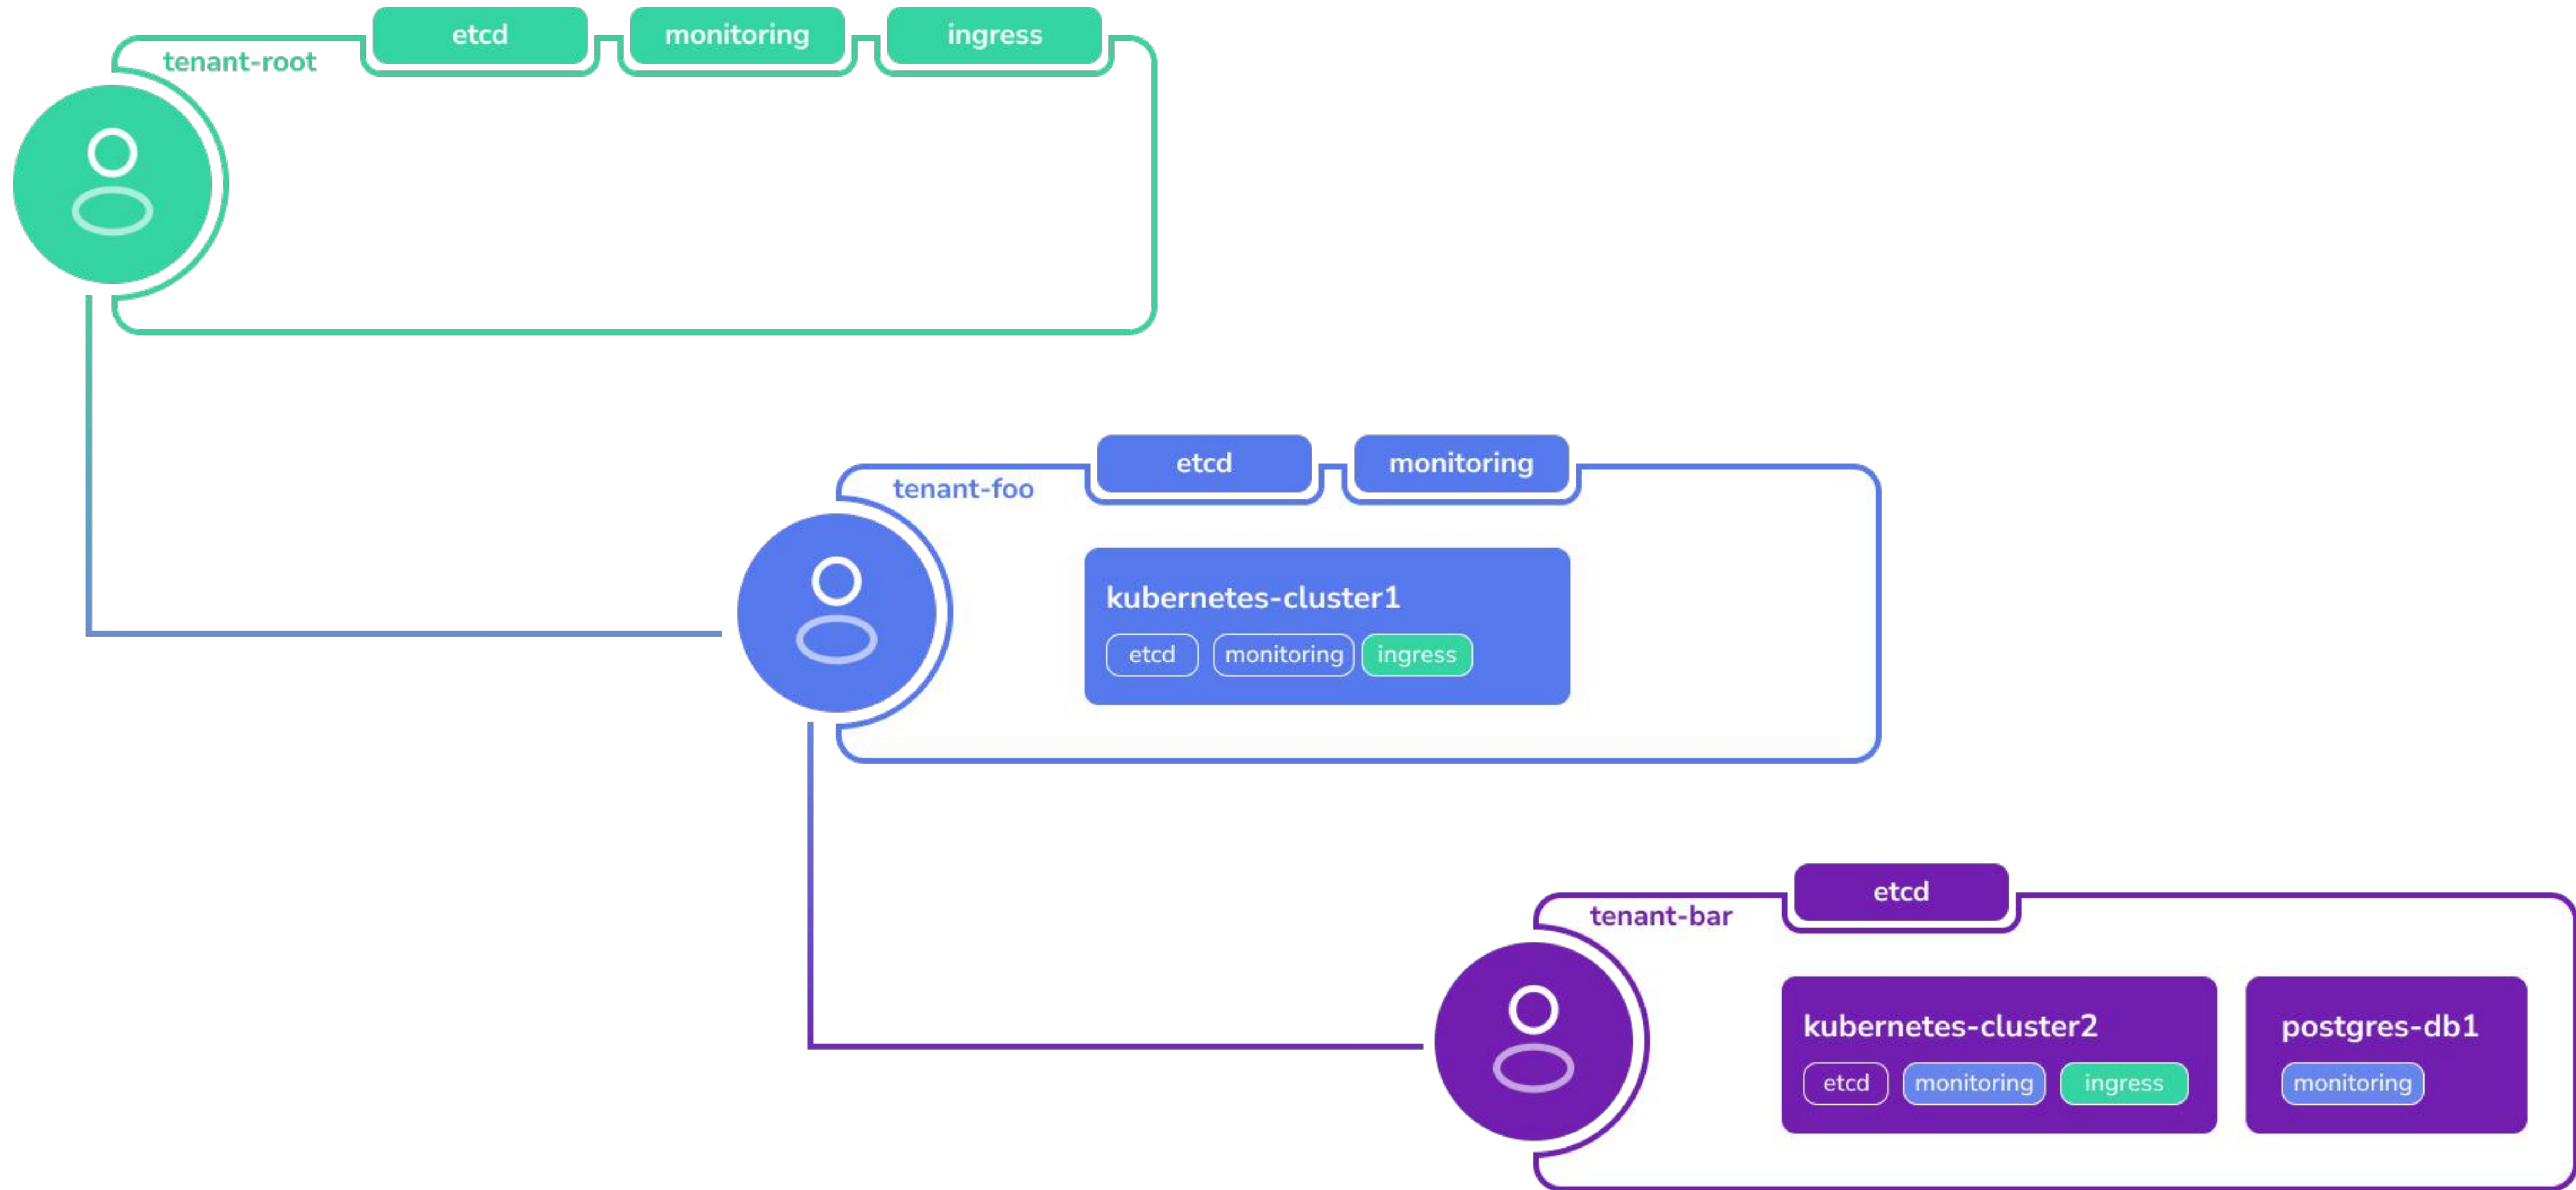 etcd
monitoring
ingress
tenant-root
etcd
monitoring
tenant-foo
kubernetes-cluster1
etcd monitoring ingress
etcd
tenant-bar
kubernetes-cluster2
etcd monitoring ingress
postgres-db1
monitoring